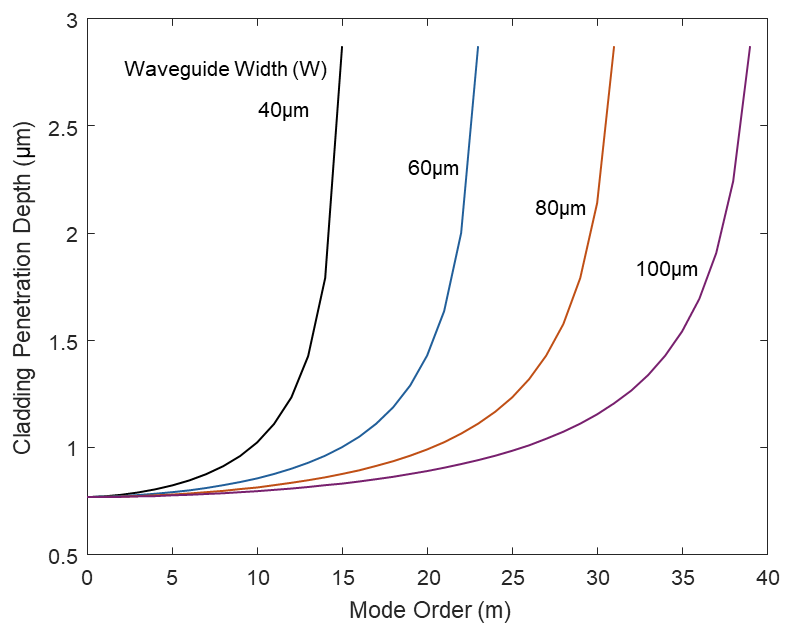 3
2.5
2
1.5
1
0.5
Cladding Penetration Depth (µm)
Waveguide Width (W)
40µm
60µm
80µm
100µm
0 5 10 15 20 25 30 35 40
Mode Order (m)